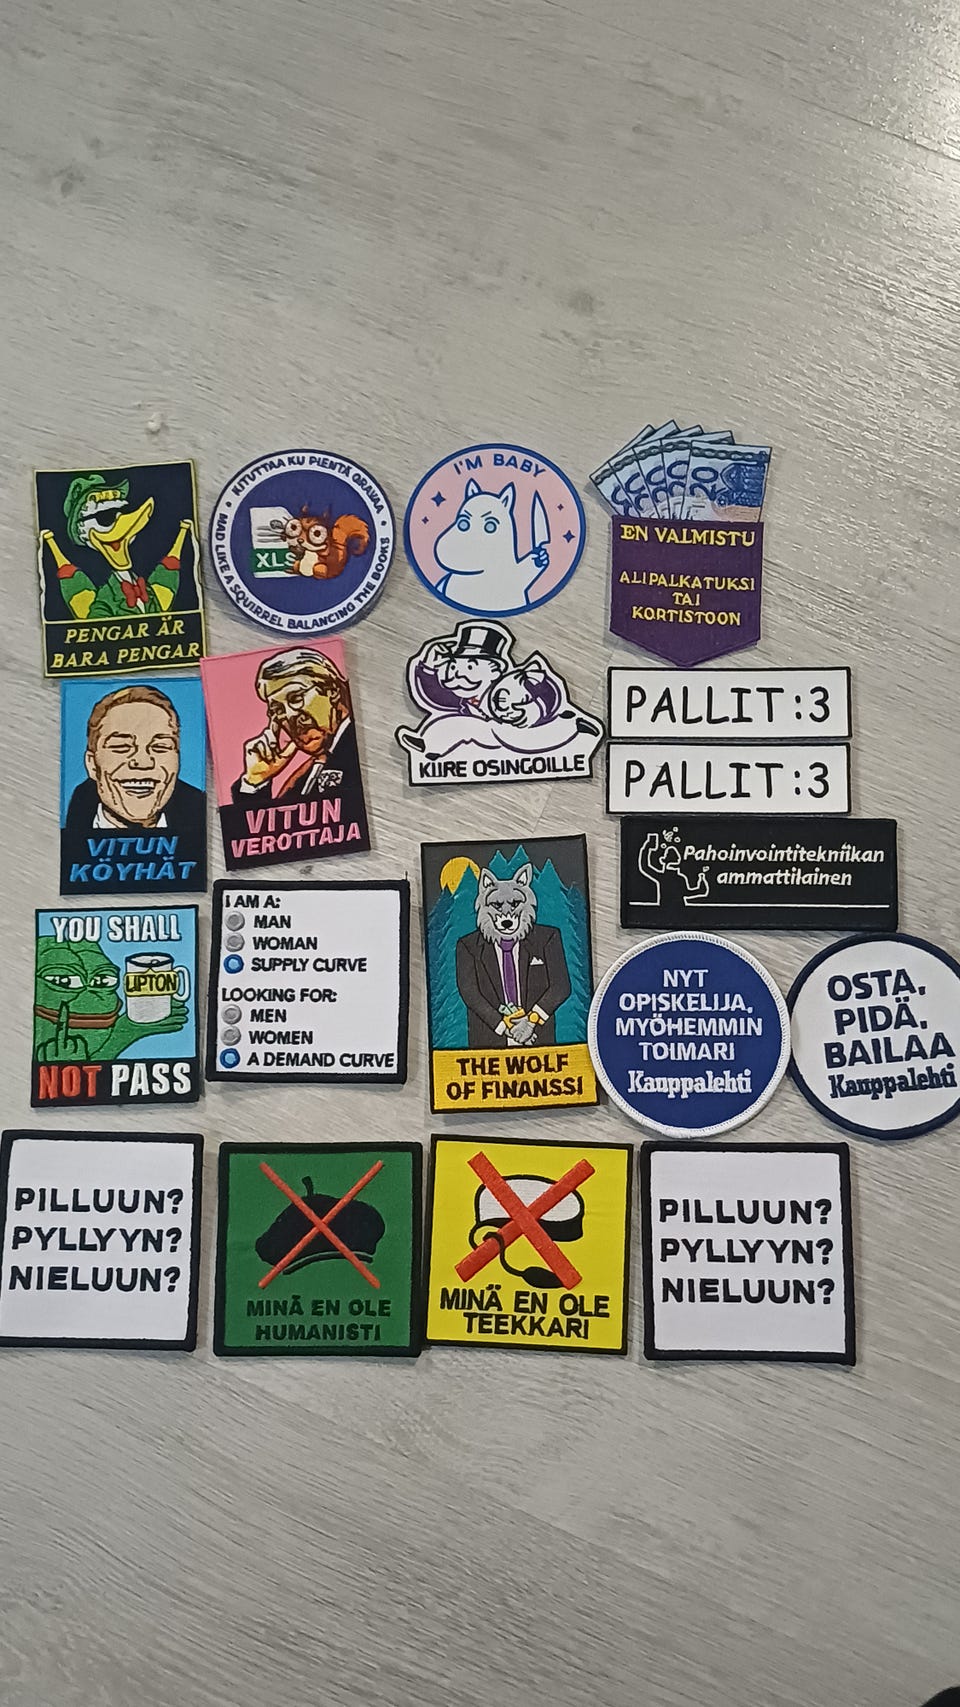 PENGAR ÄR
BARA PENGAR
KITUTTAA KU PIENTÄ ORAVAA
MAD LIKE A SQUIRREL BALANCING THE BOOKS
XLS
I'M BABY
EN VALMISTU
ALIPALKATUKSI
TAI
KORTISTOON
VITUN
KÖYHÄT
VITUN
VEROTTAJA
KIIRE OSINGOILLE
PALLIT :3
PALLIT :3
Pahoinvointitekniikan
ammattilainen
YOU SHALL
LIPTON
NOT PASS
I AM A:
MAN
WOMAN
SUPPLY CURVE
LOOKING FOR:
MEN
WOMEN
A DEMAND CURVE
THE WOLF
OF FINANSSI
NYT
OPISKELIJA,
MYÖHEMMIN
TOIMARI
Kauppalehti
OSTA,
PIDÄ,
BAILAA
Kauppalehti
PILLUUN?
PYLLYYN?
NIELUUN?
MINÄ EN OLE
HUMANISTI
MINÄ EN OLE
TEEKKARI
PILLUUN?
PYLLYYN?
NIELUUN?